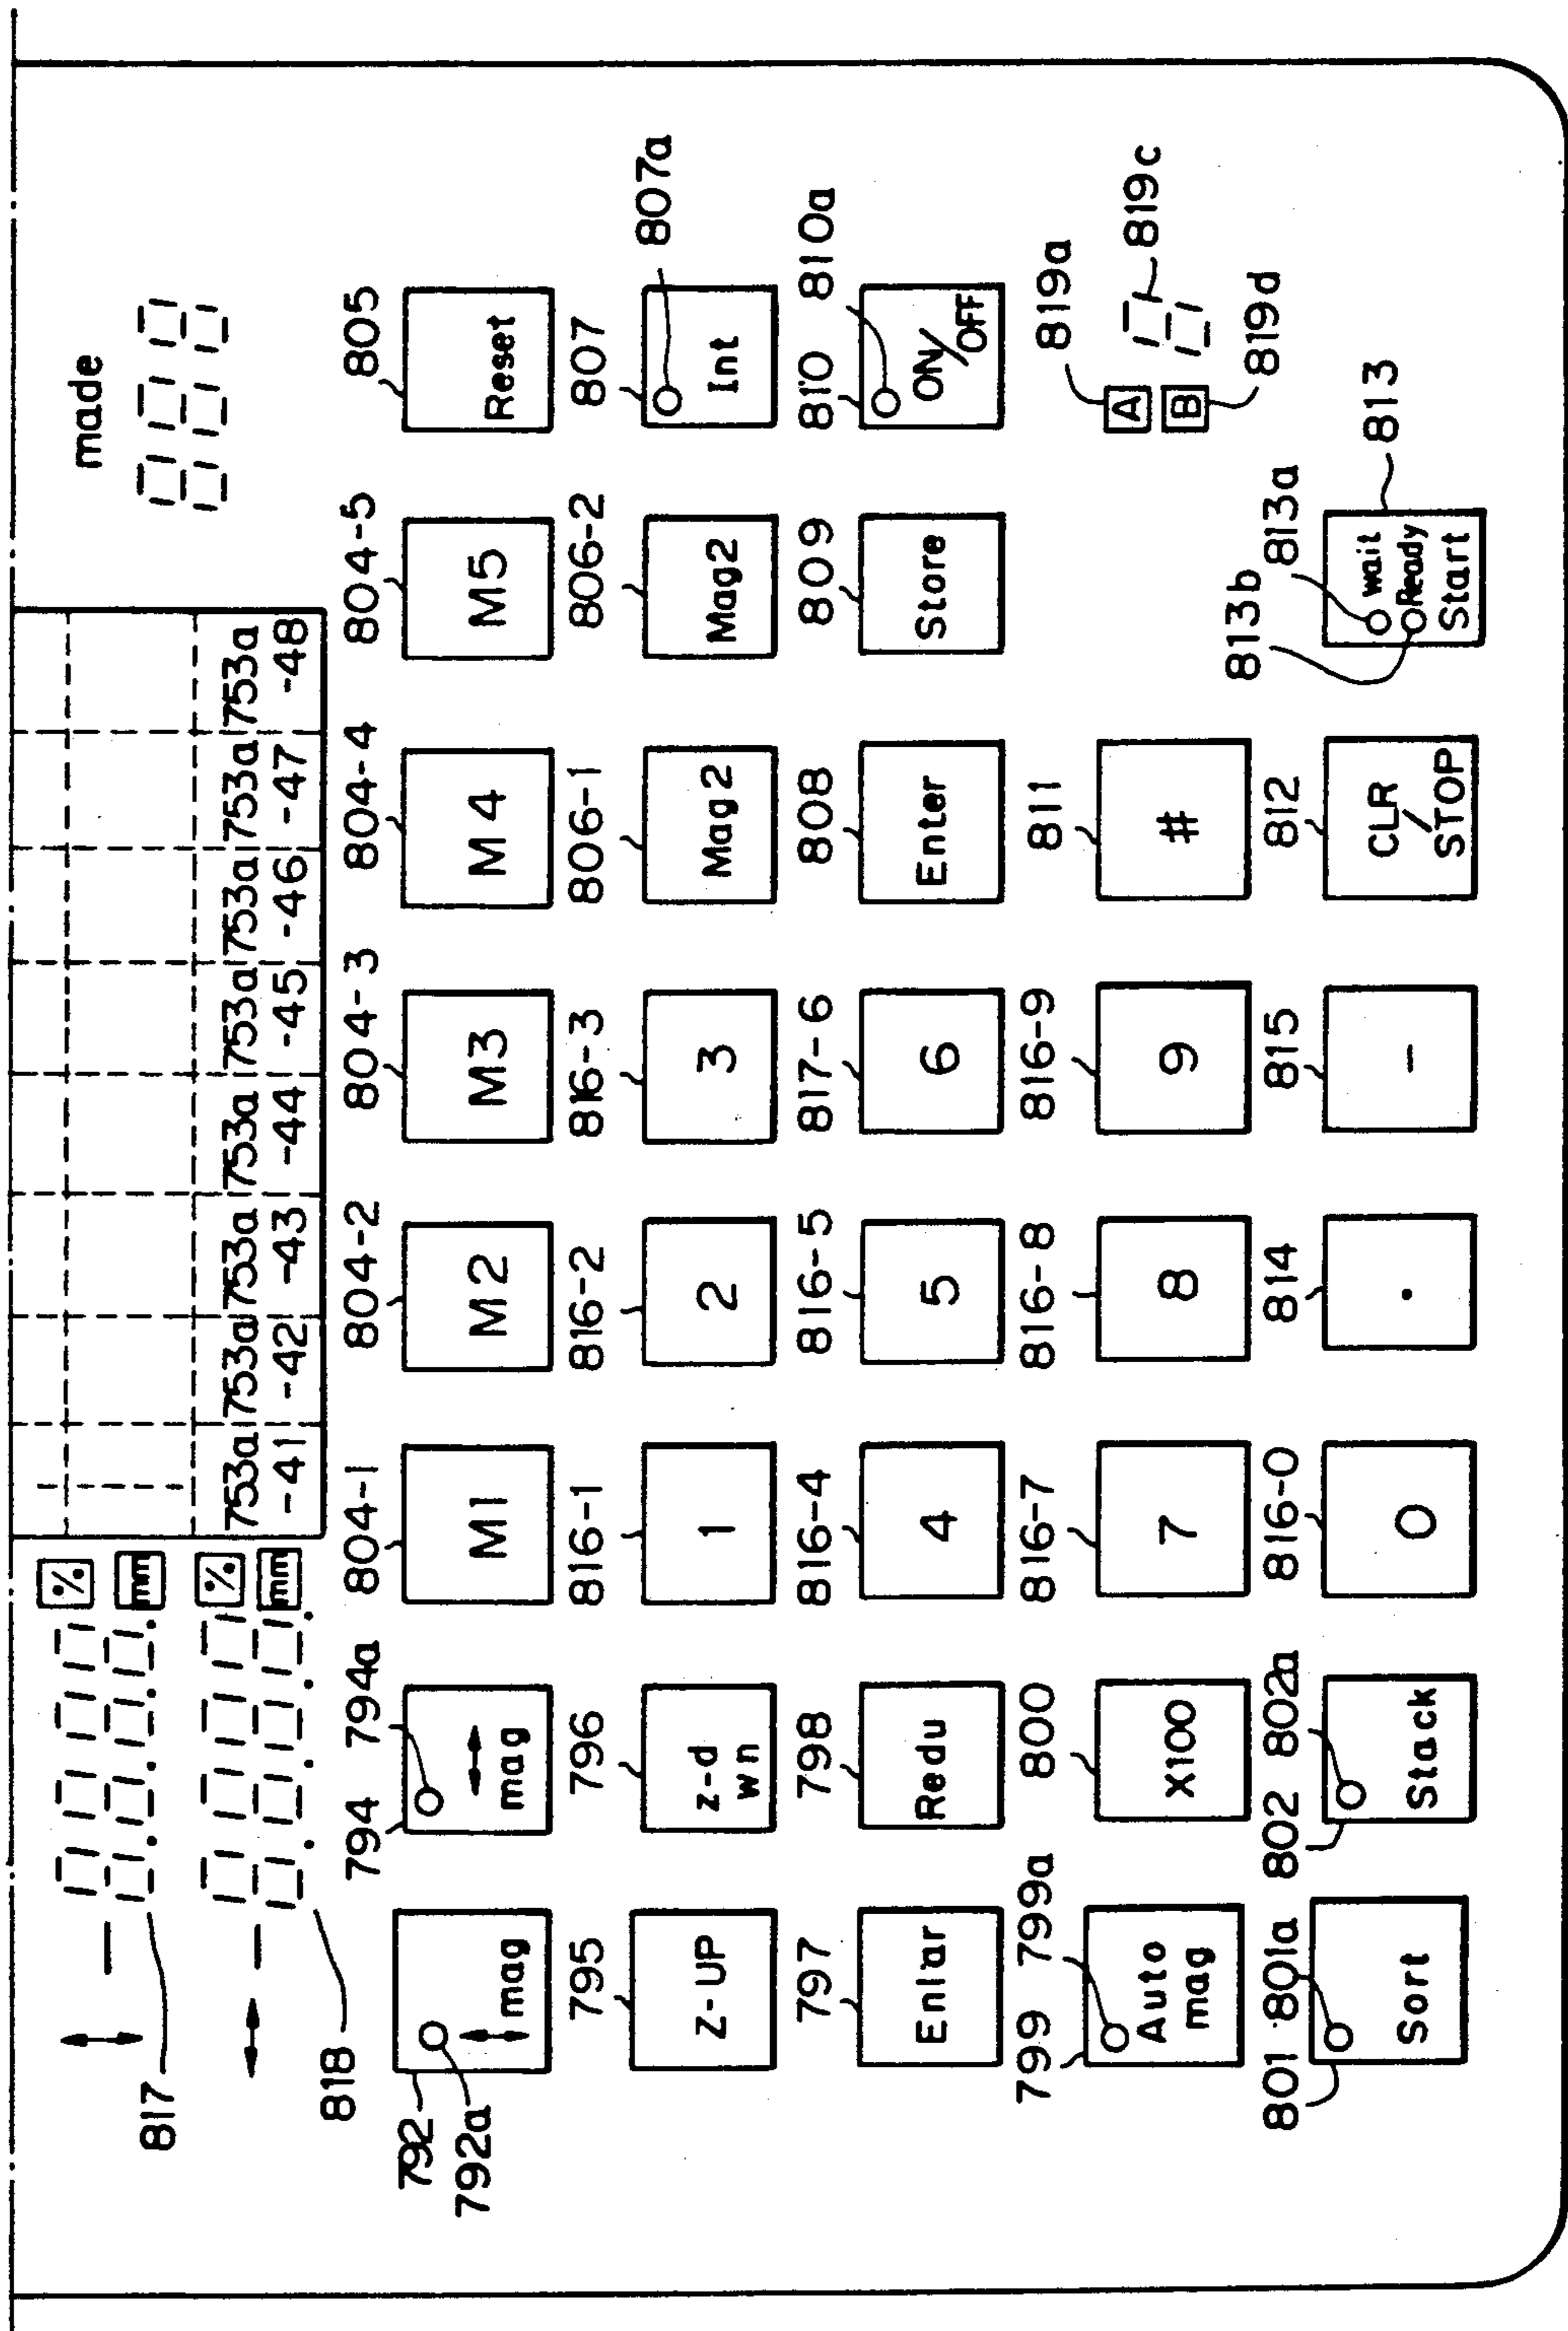 made
%
mm
%
mm
817
818
753a 753a 753a 753a 753a 753a 753a 753a
-41 -42 -43 -44 -45 -46 -47 -48
792 794 794a 804-1 804-2 804-3 804-4 804-5 805
792a
mag
mag
M1 M2 M3 M4 M5 Reset
795 796 816-1 816-2 816-3 806-1 806-2 807 807a
Z-UP
z-d
wn
1 2 3 Mag2 Mag2 Int
797 798 816-4 816-5 817-6 808 809 810 810a
Enlar Redu 4 5 6 Enter Store ON/OFF
799 799a 800 816-7 816-8 816-9 811 819a
Auto
mag
X100 7 8 9 # A
B
819c
819d
801 801a 802 802a 816-0 814 815 812 813b 813a 813
Sort Stack 0 . -
CLR
/
STOP
wait
Ready
Start